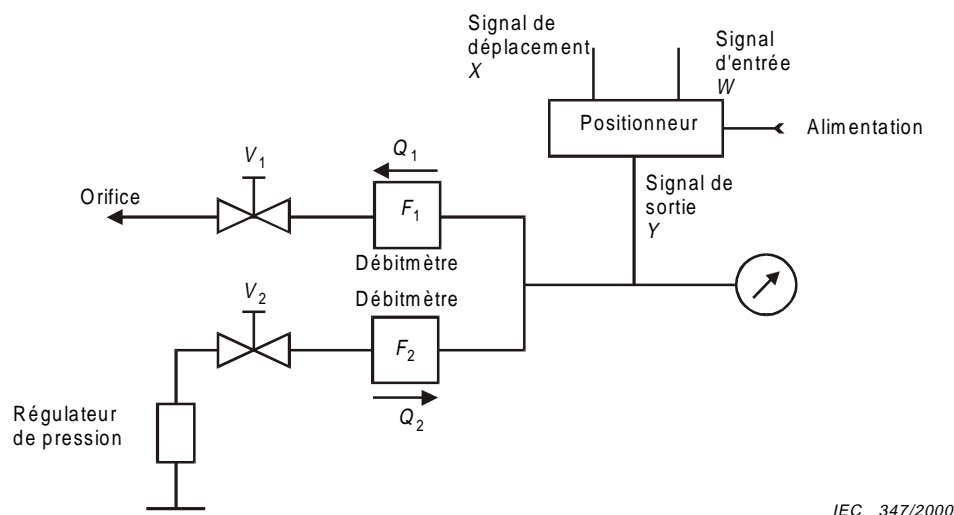 Signal de
déplacement
X
Signal
d'entrée
W
Positionneur
Alimentation
V1
Q1
Orifice
F1
Signal de
sortie
Y
Débitmètre
V2
Débitmètre
F2
Régulateur
de pression
Q2
IEC 347/2000